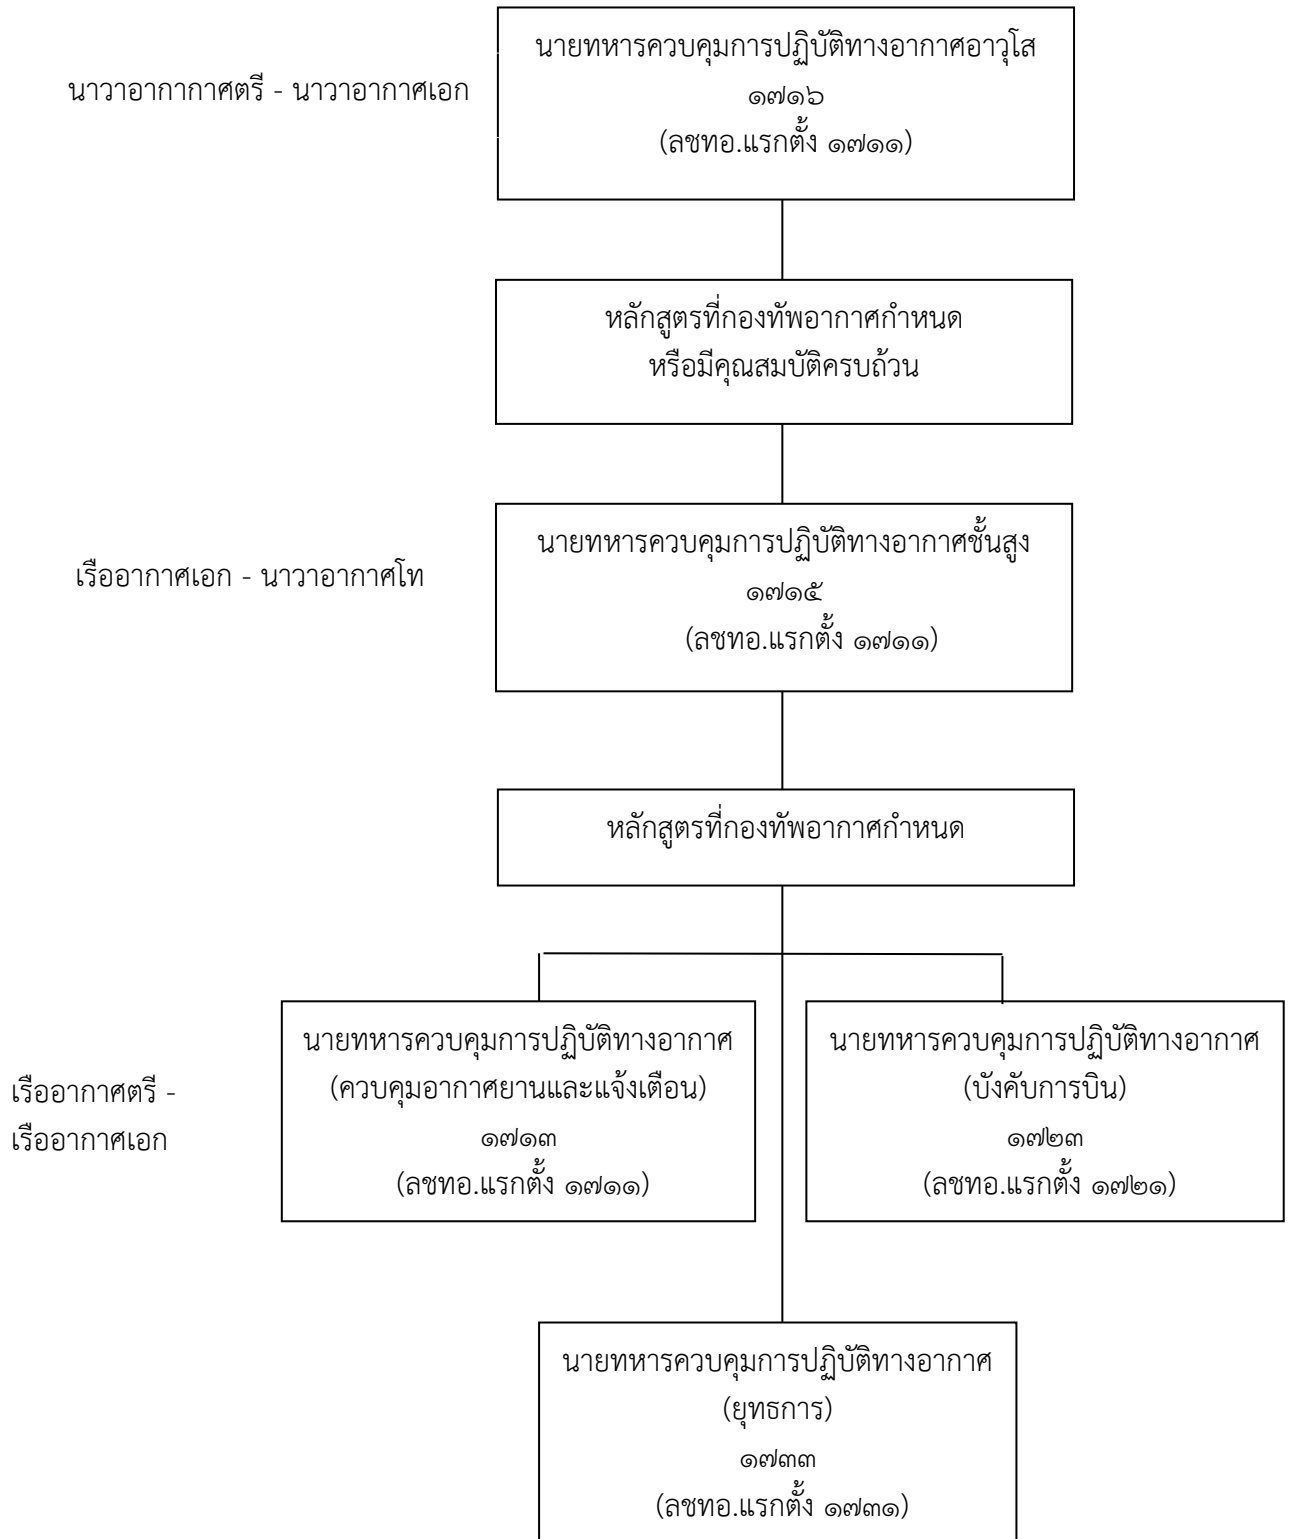 นายทหารควบคุมการปฏิบัติทางอากาศอาวุโส
นาวาอากากาศตรี - นาวาอากาศเอก
๑๗๑๖
(ลชทอ.แรกตั้ง ๑๗๑๑)
หลักสูตรที่กองทัพอากาศกำหนด
หรือมีคุณสมบัติครบถ้วน
นายทหารควบคุมการปฏิบัติทางอากาศชั้นสูง
เรืออากาศเอก - นาวาอากาศโท
๑๗๑๕
(ลชทอ.แรกตั้ง ๑๗๑๑)
หลักสูตรที่กองทัพอากาศกำหนด
เรืออากาศตรี -
เรืออากาศเอก
นายทหารควบคุมการปฏิบัติทางอากาศ
(ควบคุมอากาศยานและแจ้งเตือน)
๑๗๑๓
(ลชทอ.แรกตั้ง ๑๗๑๑)
นายทหารควบคุมการปฏิบัติทางอากาศ
(บังคับการบิน)
๑๗๒๓
(ลชทอ.แรกตั้ง ๑๗๒๑)
นายทหารควบคุมการปฏิบัติทางอากาศ
(ยุทธการ)
๑๗๓๓
(ลชทอ.แรกตั้ง ๑๗๓๑)